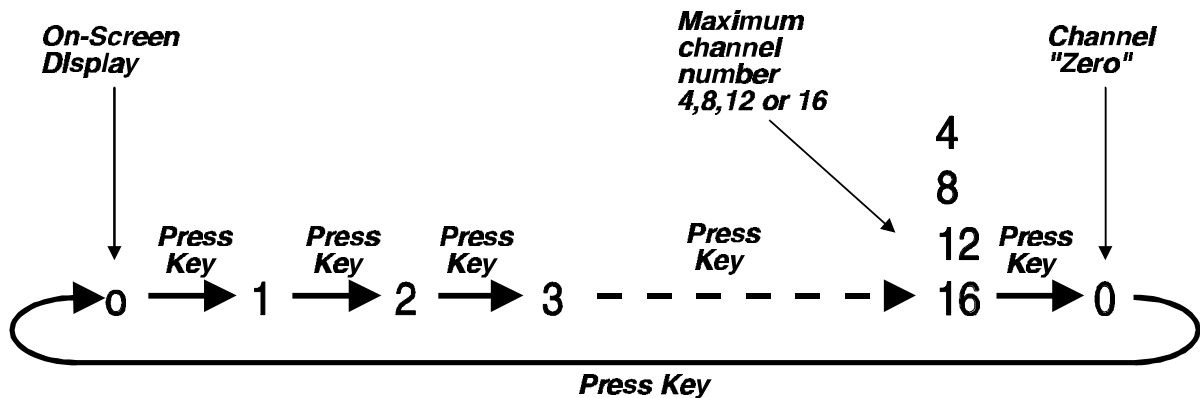 On-Screen
DIsplay
Maximum
channel
number
4,8,12 or 16
Channel
"Zero"
4
8
12
16
Press
Key
Press
Key
Press
Key
Press
Key
Press
Key
o
1
2
3
0
Press Key